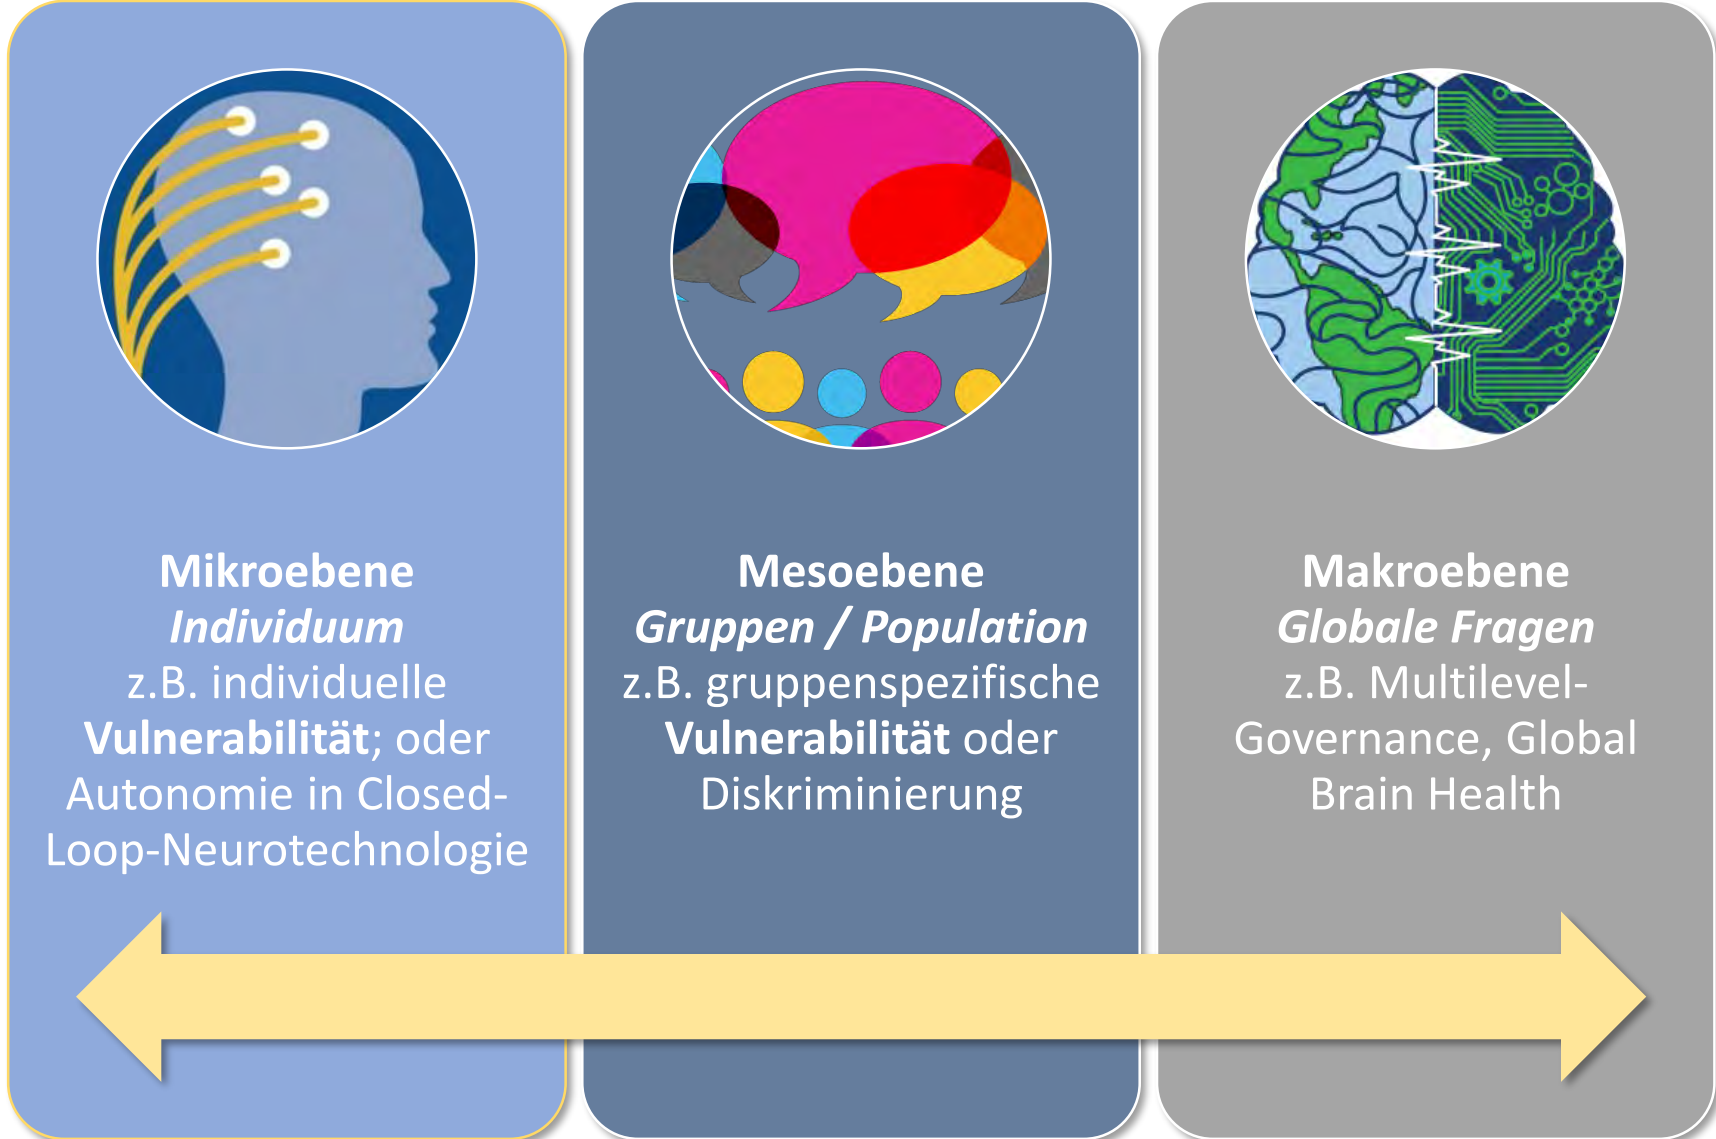 Mikroebene
Individuum
z.B. individuelle
Vulnerabilität; oder
Autonomie in Closed-
Loop-Neurotechnologie
Mesoebene
Gruppen / Population
z.B. gruppenspezifische
Vulnerabilität oder
Diskriminierung
Makroebene
Globale Fragen
z.B. Multilevel-
Governance, Global
Brain Health